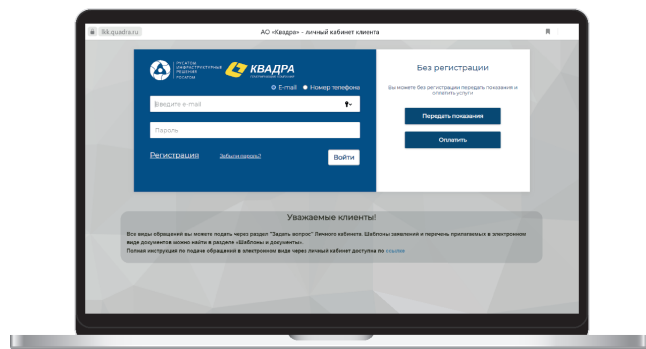 lkk.quadra.ru
АО «Квадра» - личный кабинет клиента
РУСАТОМ
ИНФРАСТРУКТУРНЫЕ
РЕШЕНИЯ
РОСАТОМ
КВАДРА
E-mail Номер телефона
Введите e-mail
Пароль
Регистрация Забыли пароль?
Войти
Без регистрации
Вы можете без регистрации передать показания и
оплатить услуги
Передать показания
Оплатить
Уважаемые клиенты!
Все виды обращений вы можете подать через раздел "Задать вопрос" Личного кабинета. Шаблоны заявлений и перечень прилагаемых в электронном
виде документов можно найти в разделе «Шаблоны и документы».
Полная инструкция по подаче обращений в электронном виде через личный кабинет доступна по ссылке